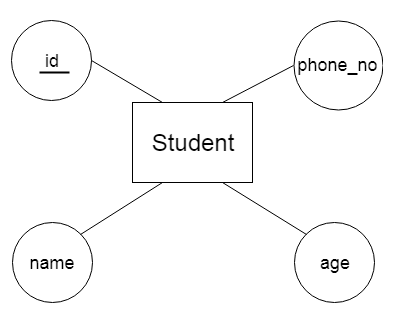 id
phone_no
Student
name
age